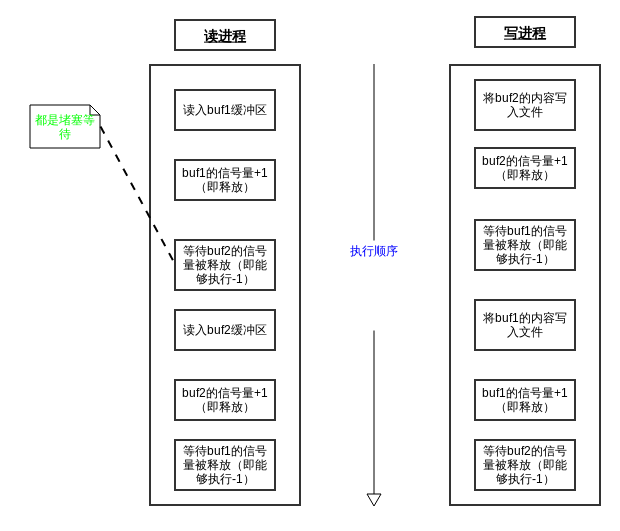 读进程
写进程
读入buf1缓冲区
buf1的信号量+1
（即释放）
等待buf2的信号
量被释放（即能
够执行-1）
读入buf2缓冲区
buf2的信号量+1
（即释放）
等待buf1的信号
量被释放（即能
够执行-1）
都是堵塞等
待
执行顺序
将buf2的内容写
入文件
buf2的信号量+1
（即释放）
等待buf1的信号
量被释放（即能
够执行-1）
将buf1的内容写
入文件
buf1的信号量+1
（即释放）
等待buf2的信号
量被释放（即能
够执行-1）